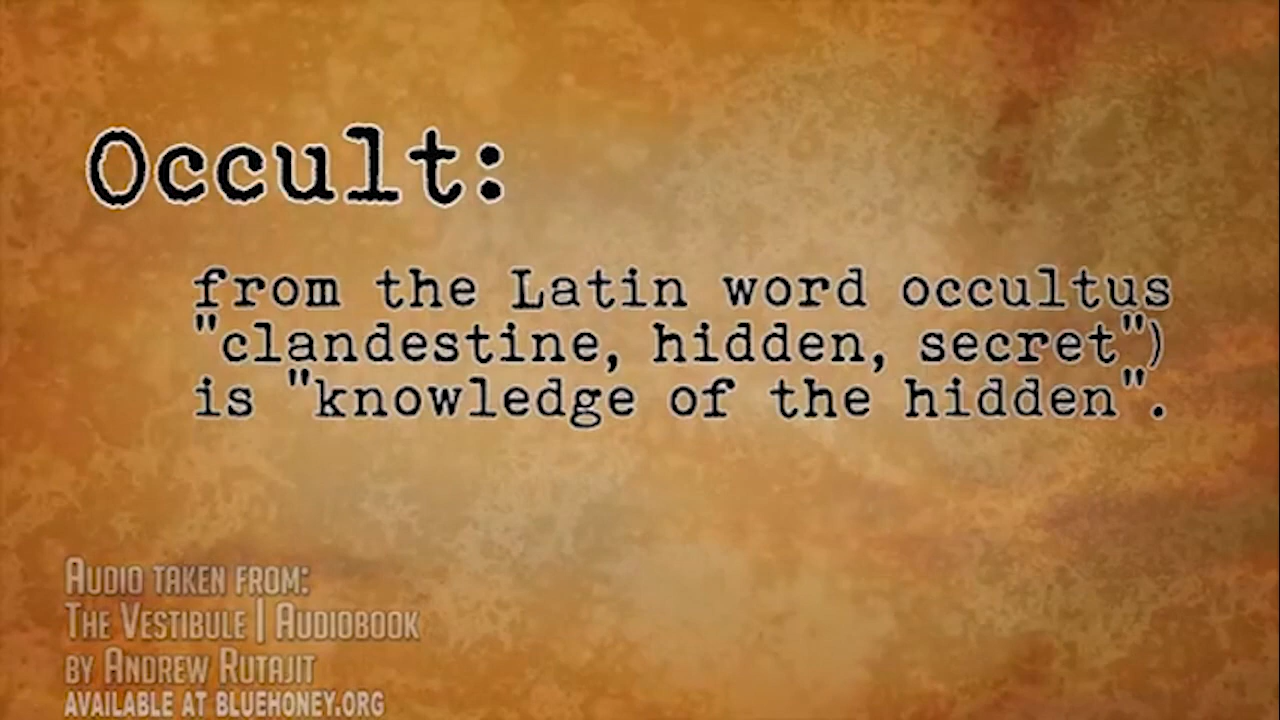 Occult:
from the Latin word occultus
"clandestine, hidden, secret")
is "knowledge of the hidden".
AUDIO TAKEN FROM:
THE VESTIBULE | AUDIOBOOK
BY ANDREW RUTAJIT
AVAILABLE AT BLUEHONEY.ORG